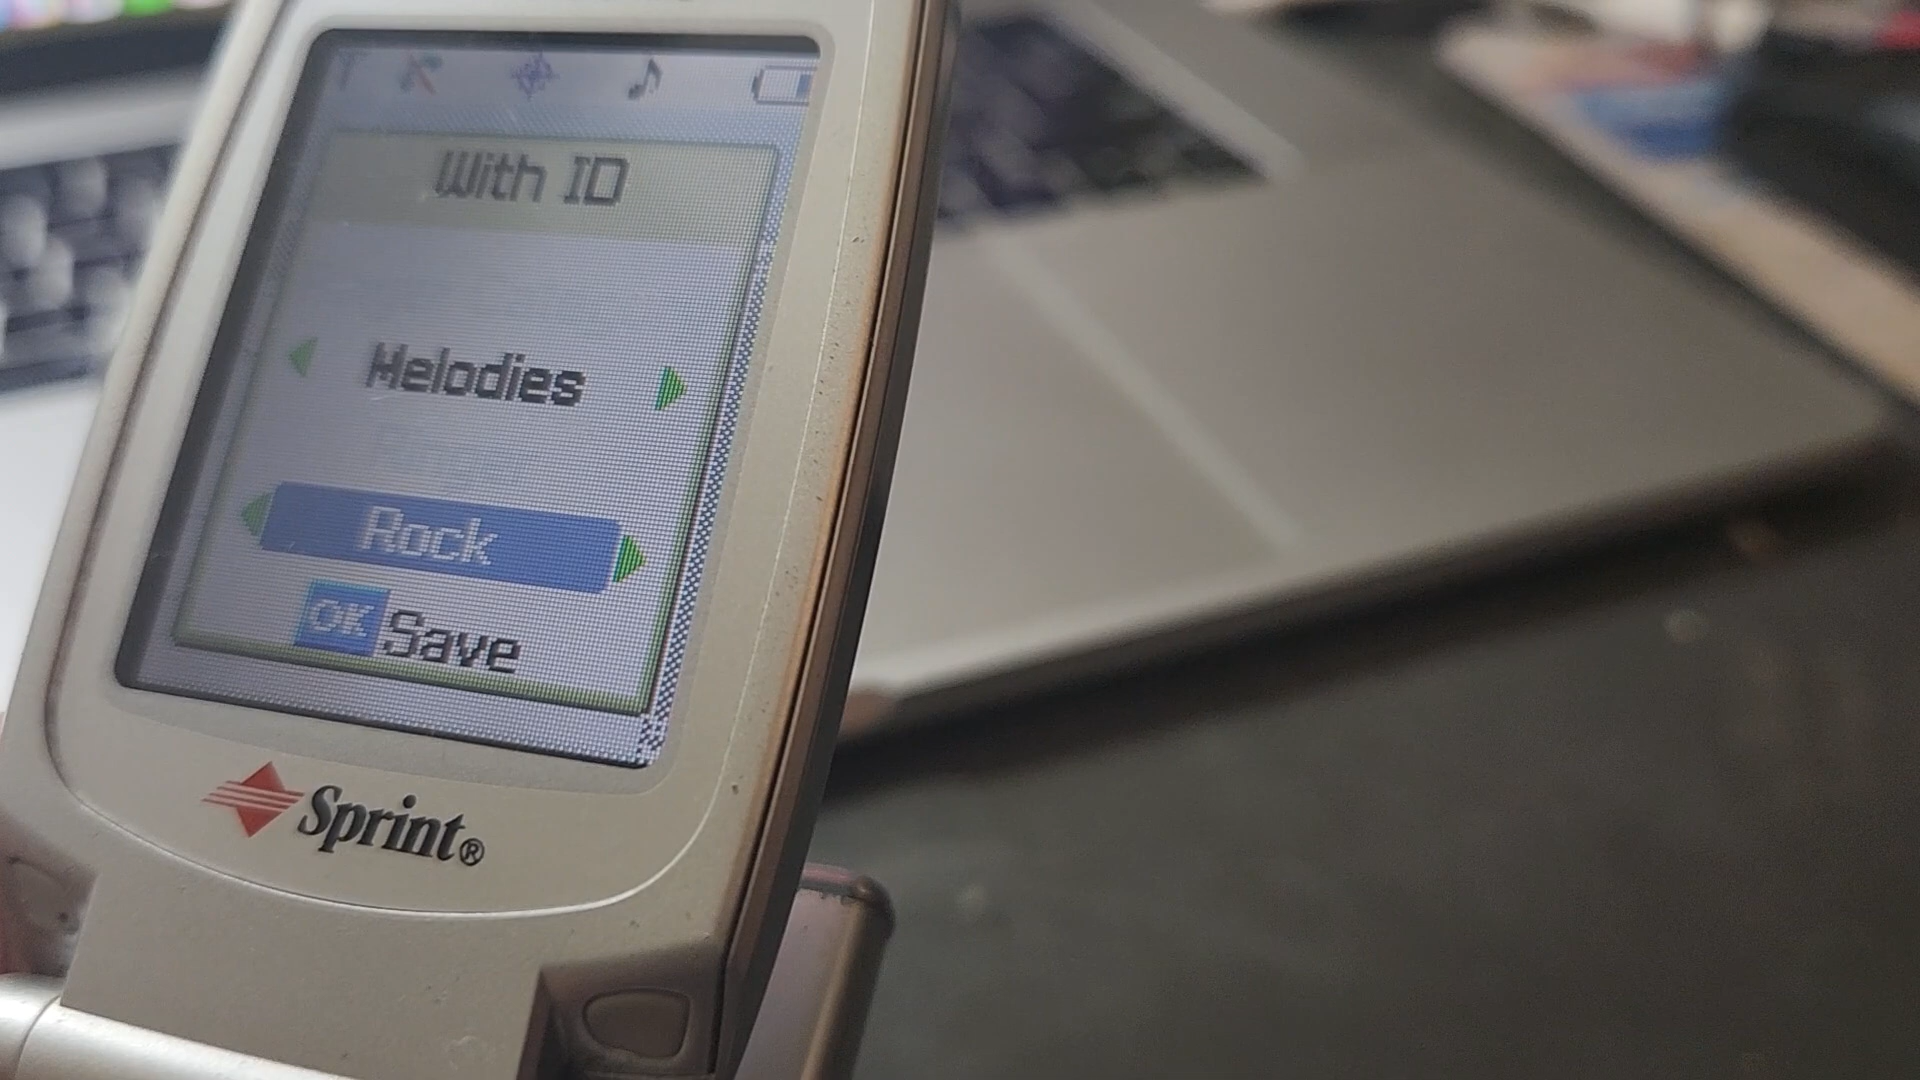 With ID
Melodies
Rock
OK Save
Sprint®